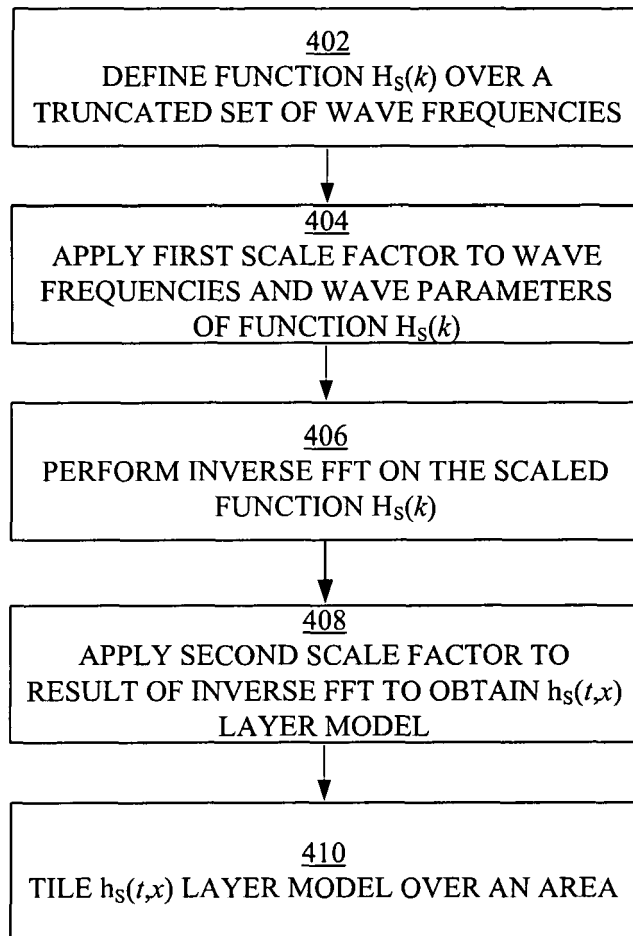 402
DEFINE FUNCTION HS(k) OVER A
TRUNCATED SET OF WAVE FREQUENCIES
404
APPLY FIRST SCALE FACTOR TO WAVE
FREQUENCIES AND WAVE PARAMETERS
OF FUNCTION HS(k)
406
PERFORM INVERSE FFT ON THE SCALED
FUNCTION HS(k)
408
APPLY SECOND SCALE FACTOR TO
RESULT OF INVERSE FFT TO OBTAIN hS(t,x)
LAYER MODEL
410
TILE hS(t,x) LAYER MODEL OVER AN AREA